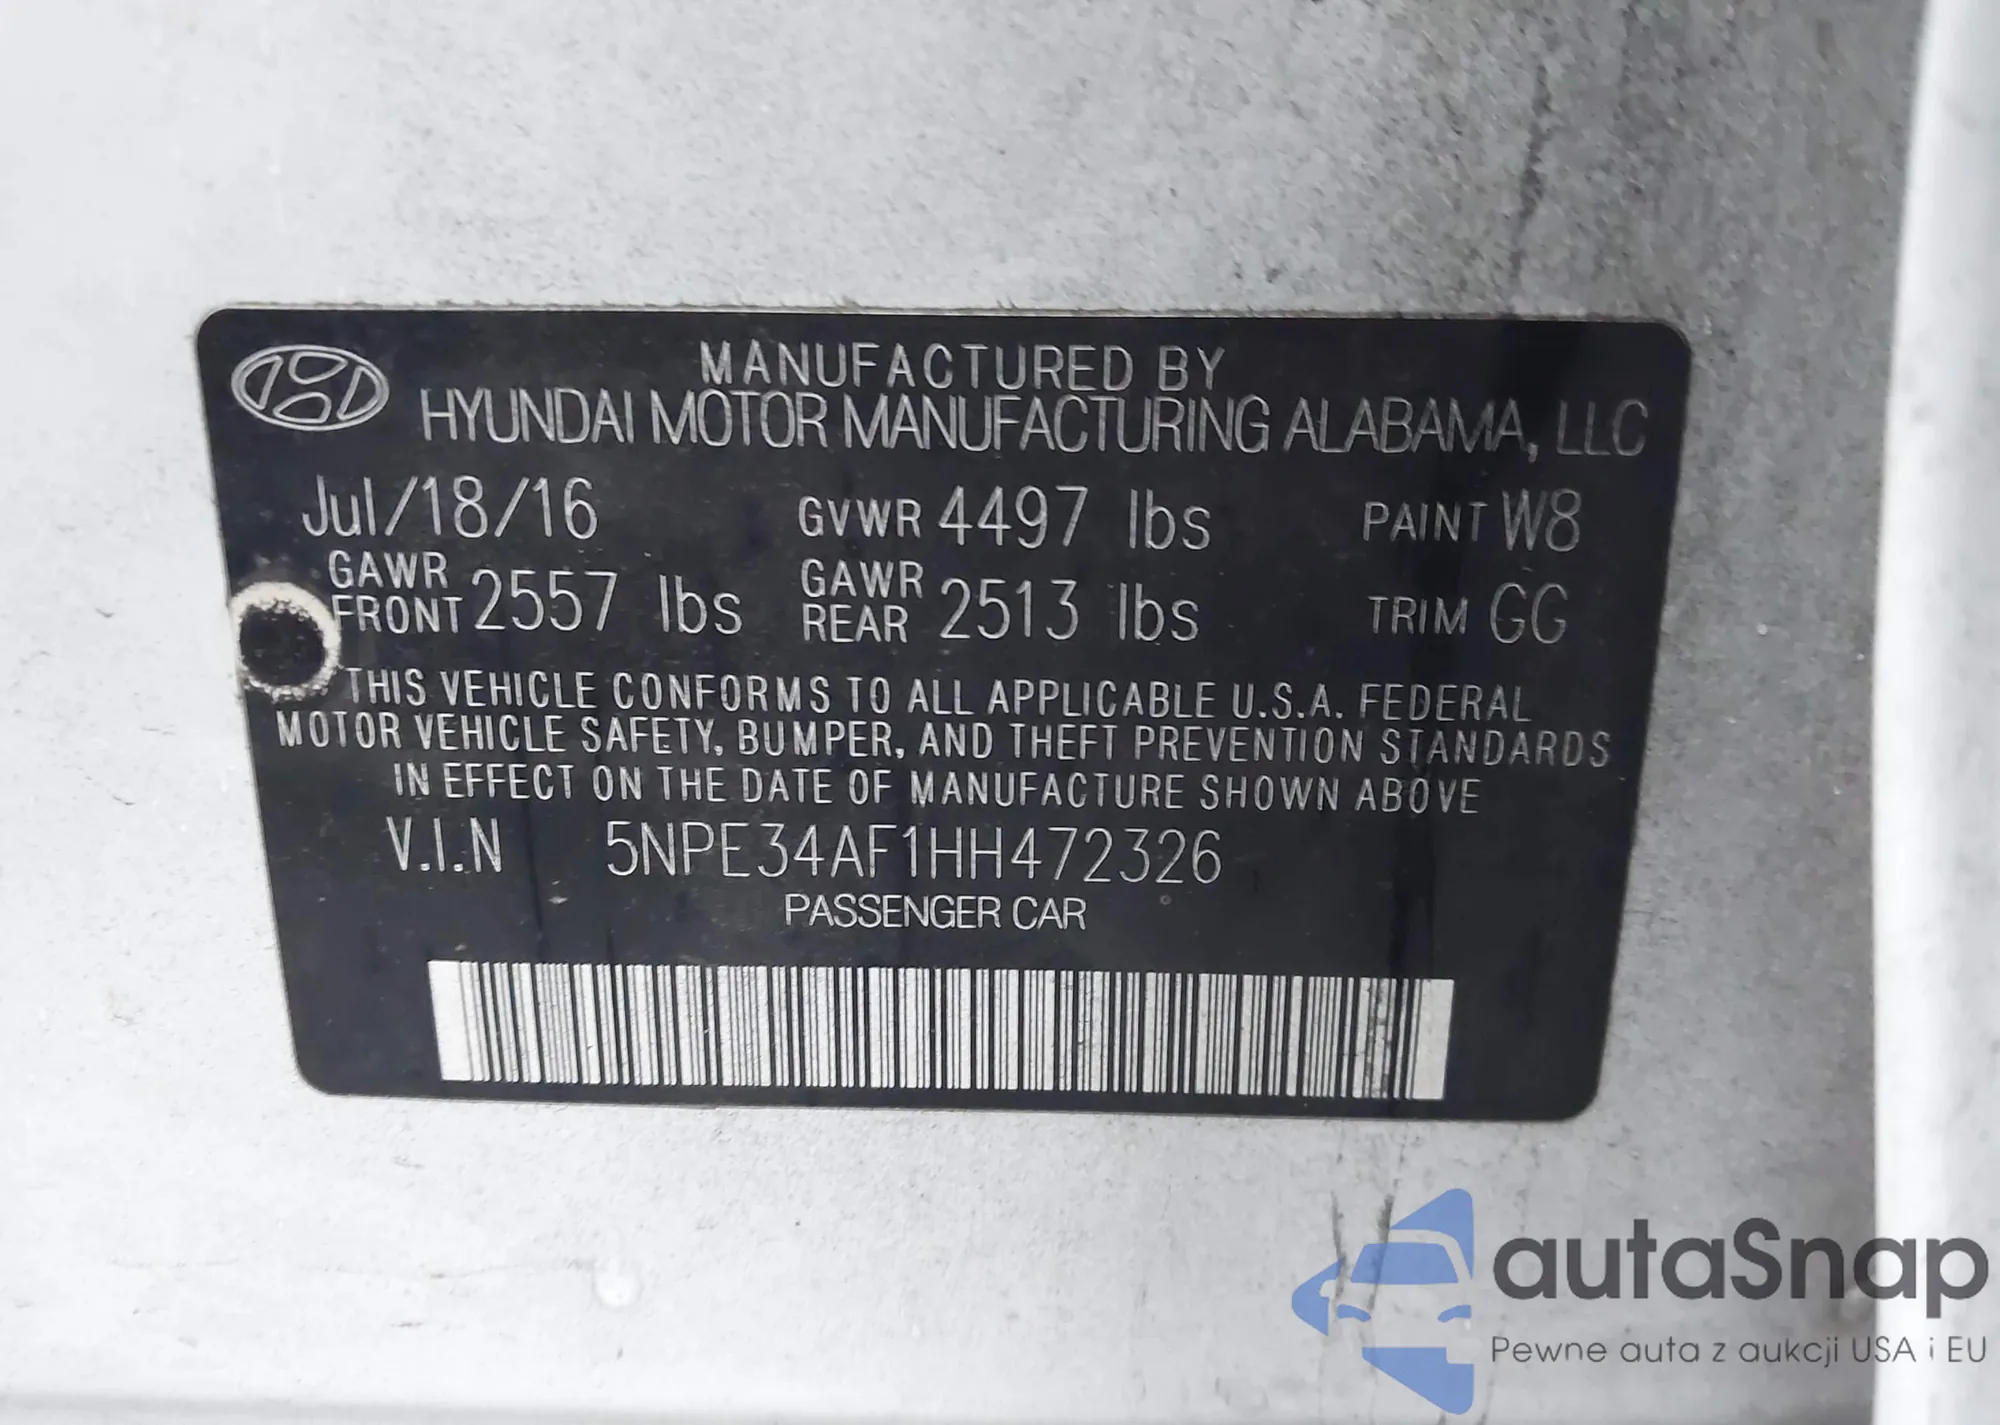 MANUFACTURED BY
HYUNDAI MOTOR MANUFACTURING ALABAMA, LLC
Jul/18/16 GVWR 4497 lbs PAINT W8
GAWR FRONT 2557 lbs GAWR REAR 2513 lbs TRIM GG
THIS VEHICLE CONFORMS TO ALL APPLICABLE U.S.A. FEDERAL
MOTOR VEHICLE SAFETY, BUMPER, AND THEFT PREVENTION STANDARDS
IN EFFECT ON THE DATE OF MANUFACTURE SHOWN ABOVE
V.I.N 5NPE34AF1HH472326
PASSENGER CAR
autaSnap
Pewne auta z aukcji USA i EU